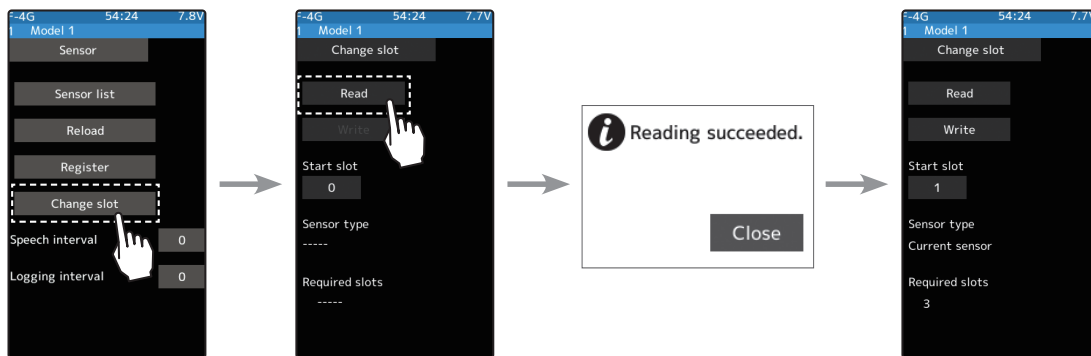 F-4G 54:24 7.8V
1 Model 1
Sensor
Sensor list
Reload
Register
Change slot
Speech interval 0
Logging interval 0
F-4G 54:24 7.7V
1 Model 1
Change slot
Read
Write
Start slot
0
Sensor type
-----
Required slots
-----
Reading succeeded.
Close
F-4G 54:24 7.7V
1 Model 1
Change slot
Read
Write
Start slot
1
Sensor type
Current sensor
Required slots
3